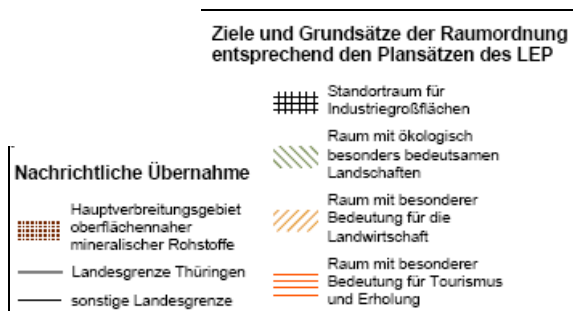 Ziele und Grundsätze der Raumordnung
entsprechend den Plansätzen des LEP
Standortraum für
Industriegroßflächen
Raum mit ökologisch
besonders bedeutsamen
Landschaften
Raum mit besonderer
Bedeutung für die
Landwirtschaft
Raum mit besonderer
Bedeutung für Tourismus
und Erholung
Nachrichtliche Übernahme
Hauptverbreitungsgebiet
oberflächennaher
mineralischer Rohstoffe
Landesgrenze Thüringen
sonstige Landesgrenze